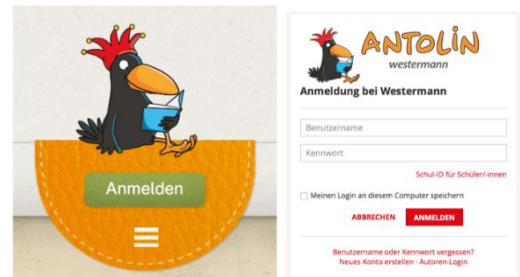 Anmelden
ANTOLIN
westermann
Anmeldung bei Westermann
Benutzername
Kennwort
Schul-ID für Schüler/-innen
Meinen Login an diesem Computer speichern
ABBRECHEN ANMELDEN
Benutzername oder Kennwort vergessen?
Neues Konto erstellen - Autoren-Login